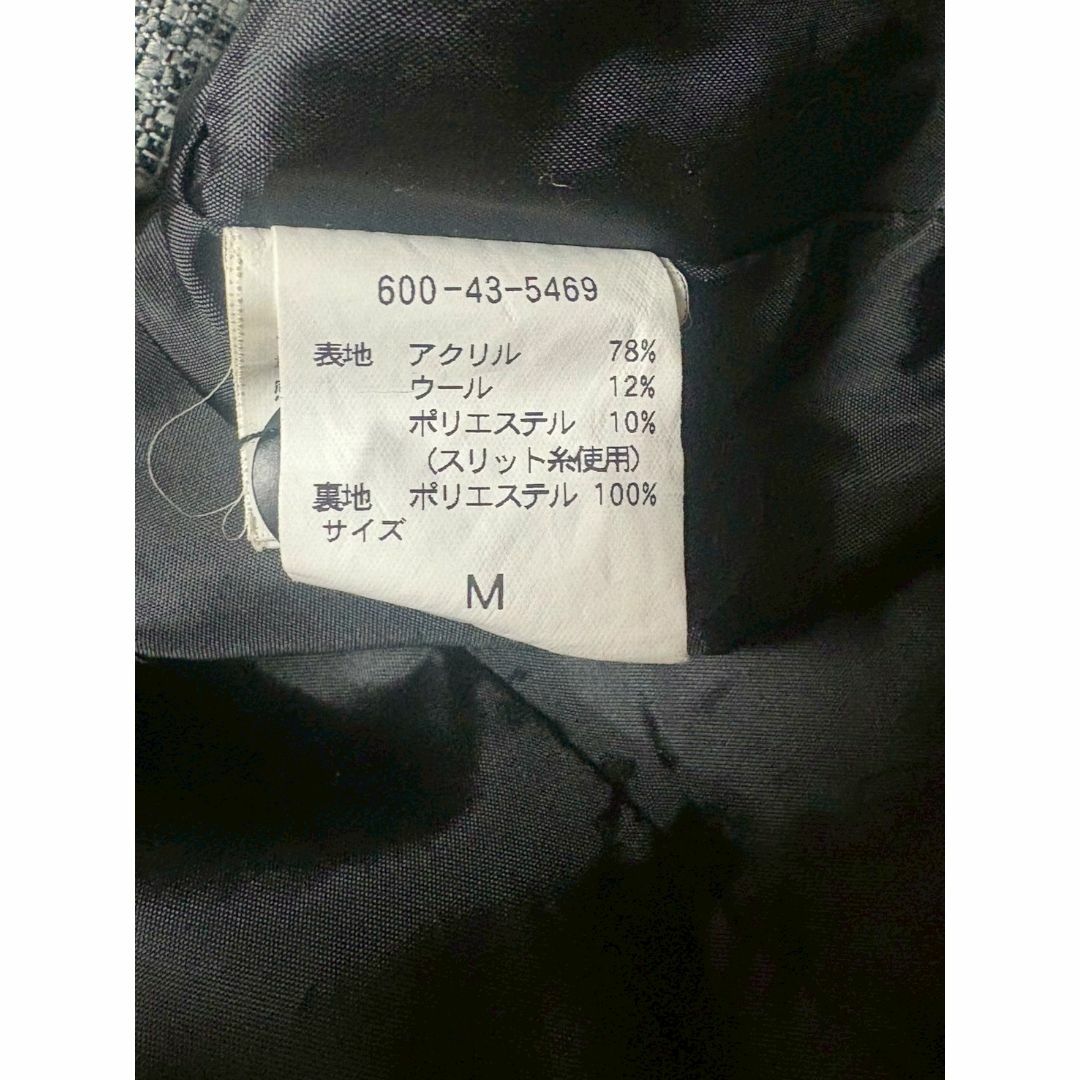 600-43-5469
表地 アクリル 78%
ウール 12%
ポリエステル 10%
(スリット糸使用)
裏地 ポリエステル 100%
サイズ
M